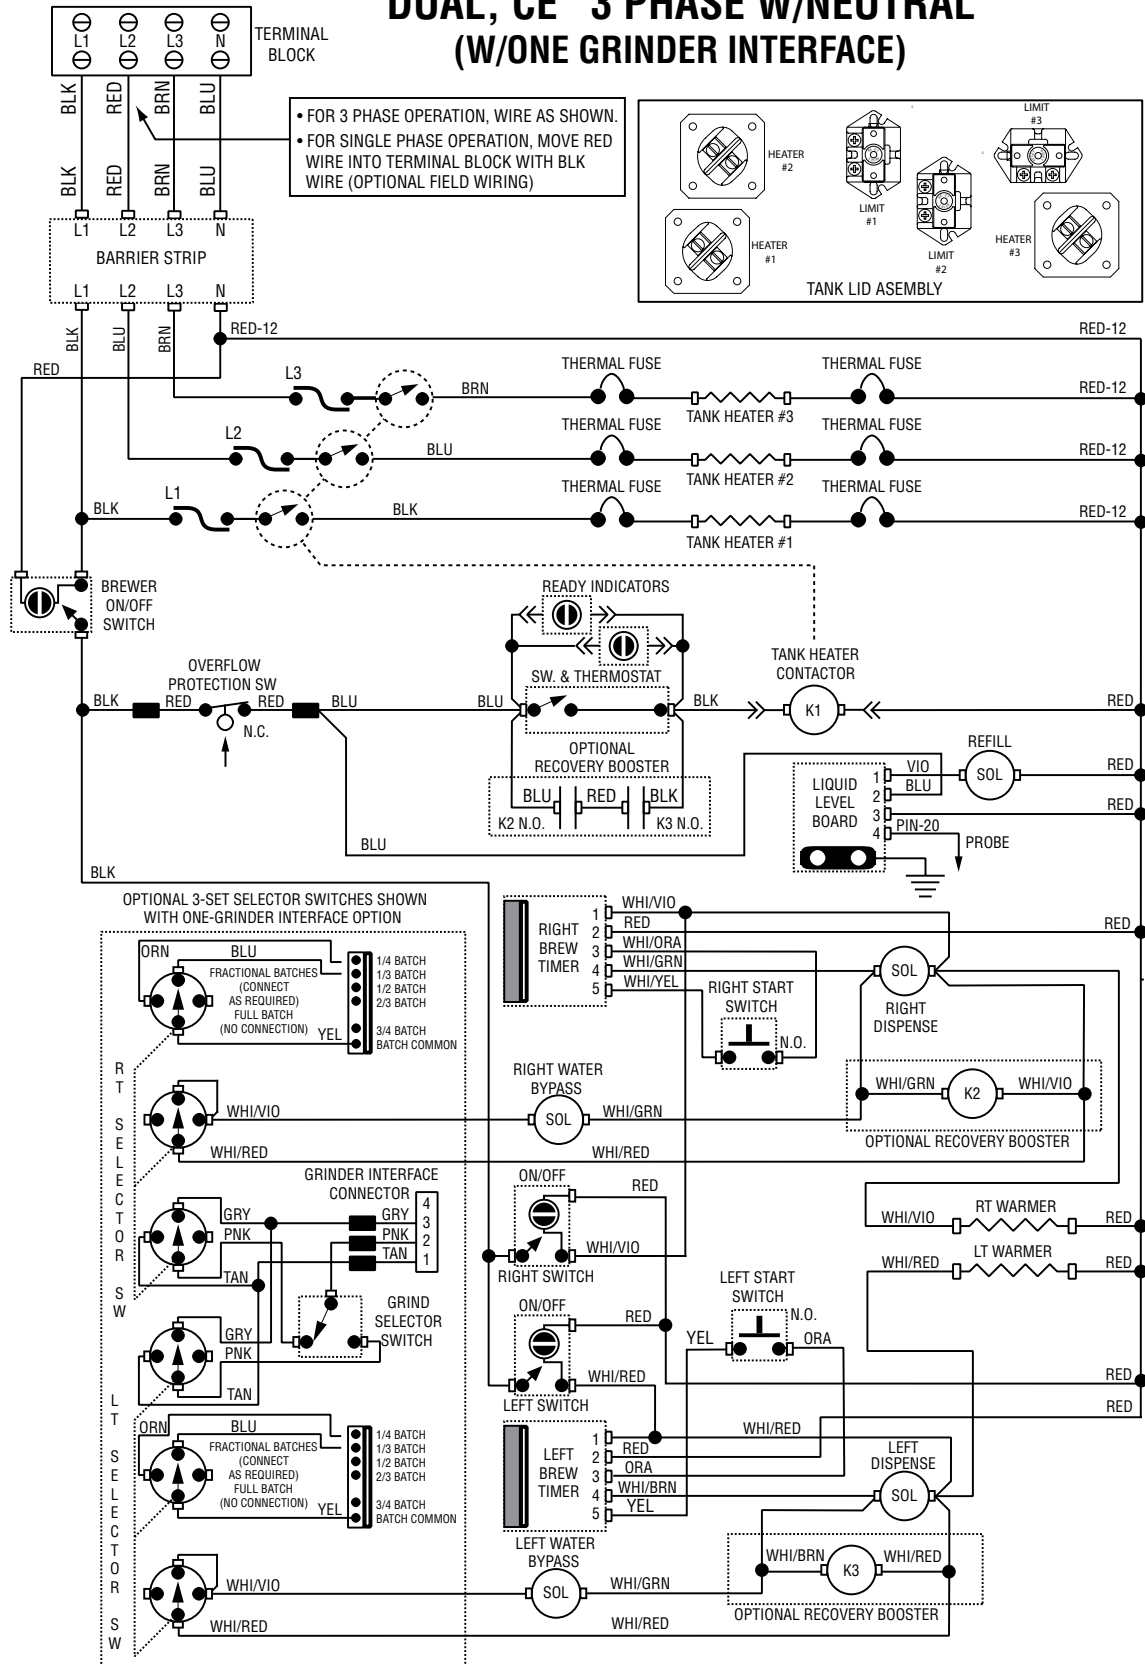 DUAL, CE 3 PHASE W/NEUTRAL
(W/ONE GRINDER INTERFACE)
L1 L2 L3 N
TERMINAL
BLOCK
BLK RED BRN BLU
• FOR 3 PHASE OPERATION, WIRE AS SHOWN.
• FOR SINGLE PHASE OPERATION, MOVE RED
WIRE INTO TERMINAL BLOCK WITH BLK
WIRE (OPTIONAL FIELD WIRING)
BLK RED BRN BLU
HEATER
#2
LIMIT
#1
LIMIT
#3
HEATER
#1
LIMIT
#2
HEATER
#3
TANK LID ASEMBLY
L1 L2 L3 N
BARRIER STRIP
L1 L2 L3 N
BLK BLU BRN
RED-12 RED-12
RED
L3
BRN
THERMAL FUSE
TANK HEATER #3
THERMAL FUSE
RED-12
L2
BLU
THERMAL FUSE
TANK HEATER #2
THERMAL FUSE
RED-12
BLK
L1
BLK
THERMAL FUSE
TANK HEATER #1
THERMAL FUSE
RED-12
BREWER
ON/OFF
SWITCH
READY INDICATORS
SW. & THERMOSTAT
TANK HEATER
CONTACTOR
OVERFLOW
PROTECTION SW
BLK RED RED BLU BLU BLK K1 RED
N.C.
OPTIONAL
RECOVERY BOOSTER
BLU RED BLK
K2 N.O. K3 N.O.
BLU
LIQUID
LEVEL
BOARD
1 VIO
2 BLU
3
4 PIN-20
REFILL
SOL
RED
RED
PROBE
BLK
OPTIONAL 3-SET SELECTOR SWITCHES SHOWN
WITH ONE-GRINDER INTERFACE OPTION
ORN BLU
FRACTIONAL BATCHES
(CONNECT
AS REQUIRED)
FULL BATCH
(NO CONNECTION)
YEL
1/4 BATCH
1/3 BATCH
1/2 BATCH
2/3 BATCH
3/4 BATCH
BATCH COMMON
RIGHT
BREW
TIMER
1 WHI/VIO
2 RED
3 WHI/ORA
4 WHI/GRN
5 WHI/YEL
RED
RIGHT START
SWITCH
N.O.
SOL
RIGHT
DISPENSE
RT SELECTOR SW
WHI/VIO
RIGHT WATER
BYPASS
SOL
WHI/GRN
WHI/GRN K2 WHI/VIO
OPTIONAL RECOVERY BOOSTER
WHI/RED WHI/RED
GRINDER INTERFACE
CONNECTOR
GRY
PNK
TAN
4
GRY 3
PNK 2
TAN 1
ON/OFF
RED
WHI/VIO
RIGHT SWITCH
WHI/VIO RT WARMER RED
WHI/RED LT WARMER RED
GRIND
SELECTOR
SWITCH
GRY
PNK
TAN
ON/OFF
RED
WHI/RED
LEFT SWITCH
LEFT START
SWITCH
N.O.
YEL ORA
RED
RED
LT SELECTOR SW
ORN BLU
FRACTIONAL BATCHES
(CONNECT
AS REQUIRED)
FULL BATCH
(NO CONNECTION)
YEL
1/4 BATCH
1/3 BATCH
1/2 BATCH
2/3 BATCH
3/4 BATCH
BATCH COMMON
LEFT
BREW
TIMER
1 WHI/RED
2 RED
3 ORA
4 WHI/BRN
5 YEL
LEFT
DISPENSE
SOL
WHI/VIO
LEFT WATER
BYPASS
SOL
WHI/GRN
WHI/BRN K3 WHI/RED
OPTIONAL RECOVERY BOOSTER
WHI/RED WHI/RED